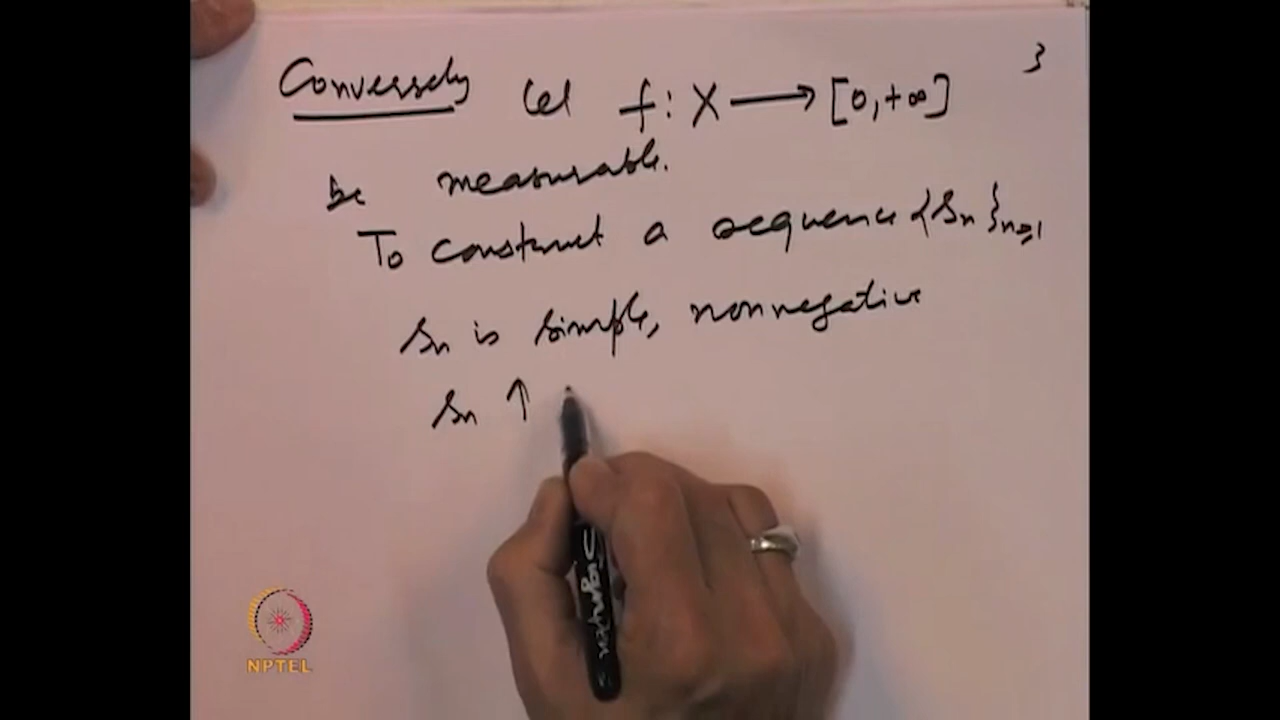 3
Conversely Let f : X ⟶ [0, +∞]
be measurable.
To construct a sequence {sn}n≥1
sn is simple, nonnegative
sn ↑
NPTEL